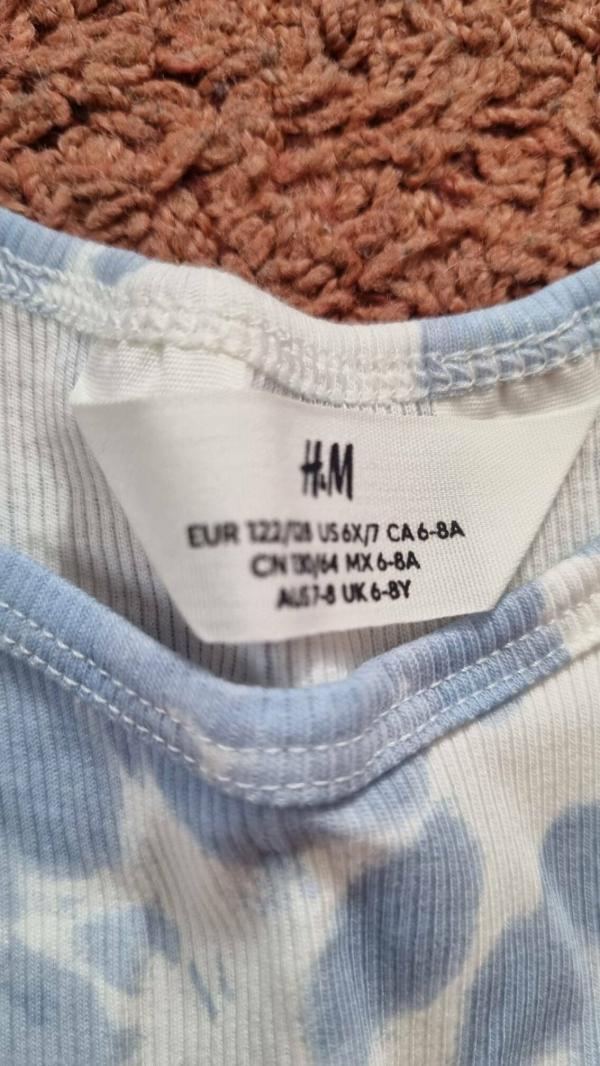 H&M
EUR 122/128 US 6X/7 CA 6-8A
CN 130/64 MX 6-8A
AUS 7-8 UK 6-8Y